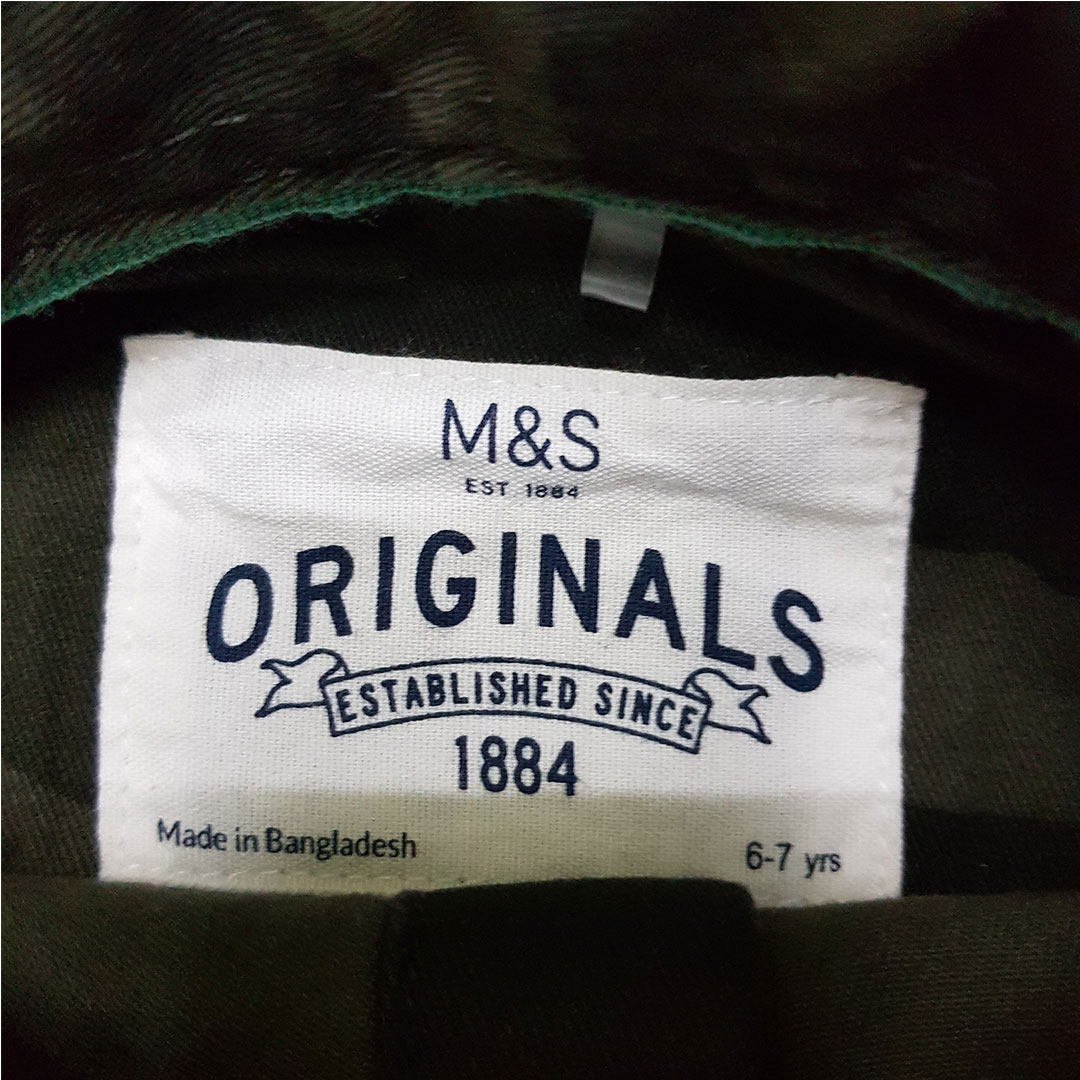 M&S
EST 1884
ORIGINALS
ESTABLISHED SINCE
1884
Made in Bangladesh
6-7 yrs